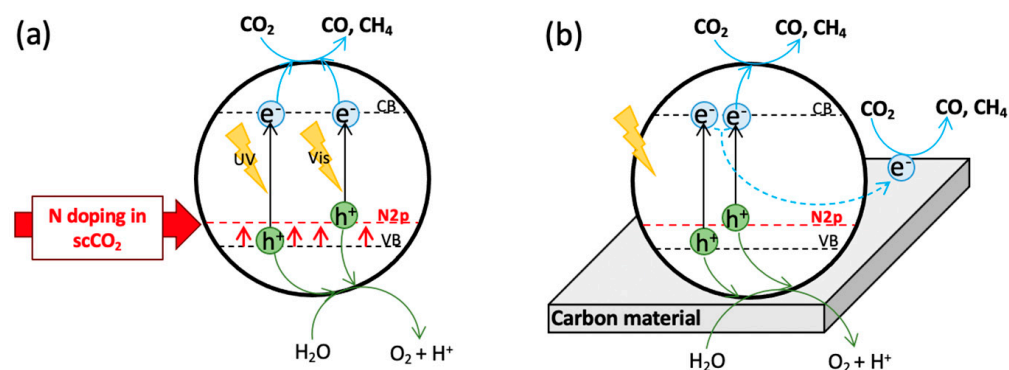 (a)
CO₂
CO, CH₄
e⁻
e⁻
CB
UV
Vis
N doping in
scCO₂
h⁺
N2p
h⁺
VB
H₂O
O₂ + H⁺
(b)
CO₂
CO, CH₄
e⁻
e⁻
CB
CO₂
CO, CH₄
e⁻
h⁺
N2p
h⁺
VB
Carbon material
H₂O
O₂ + H⁺